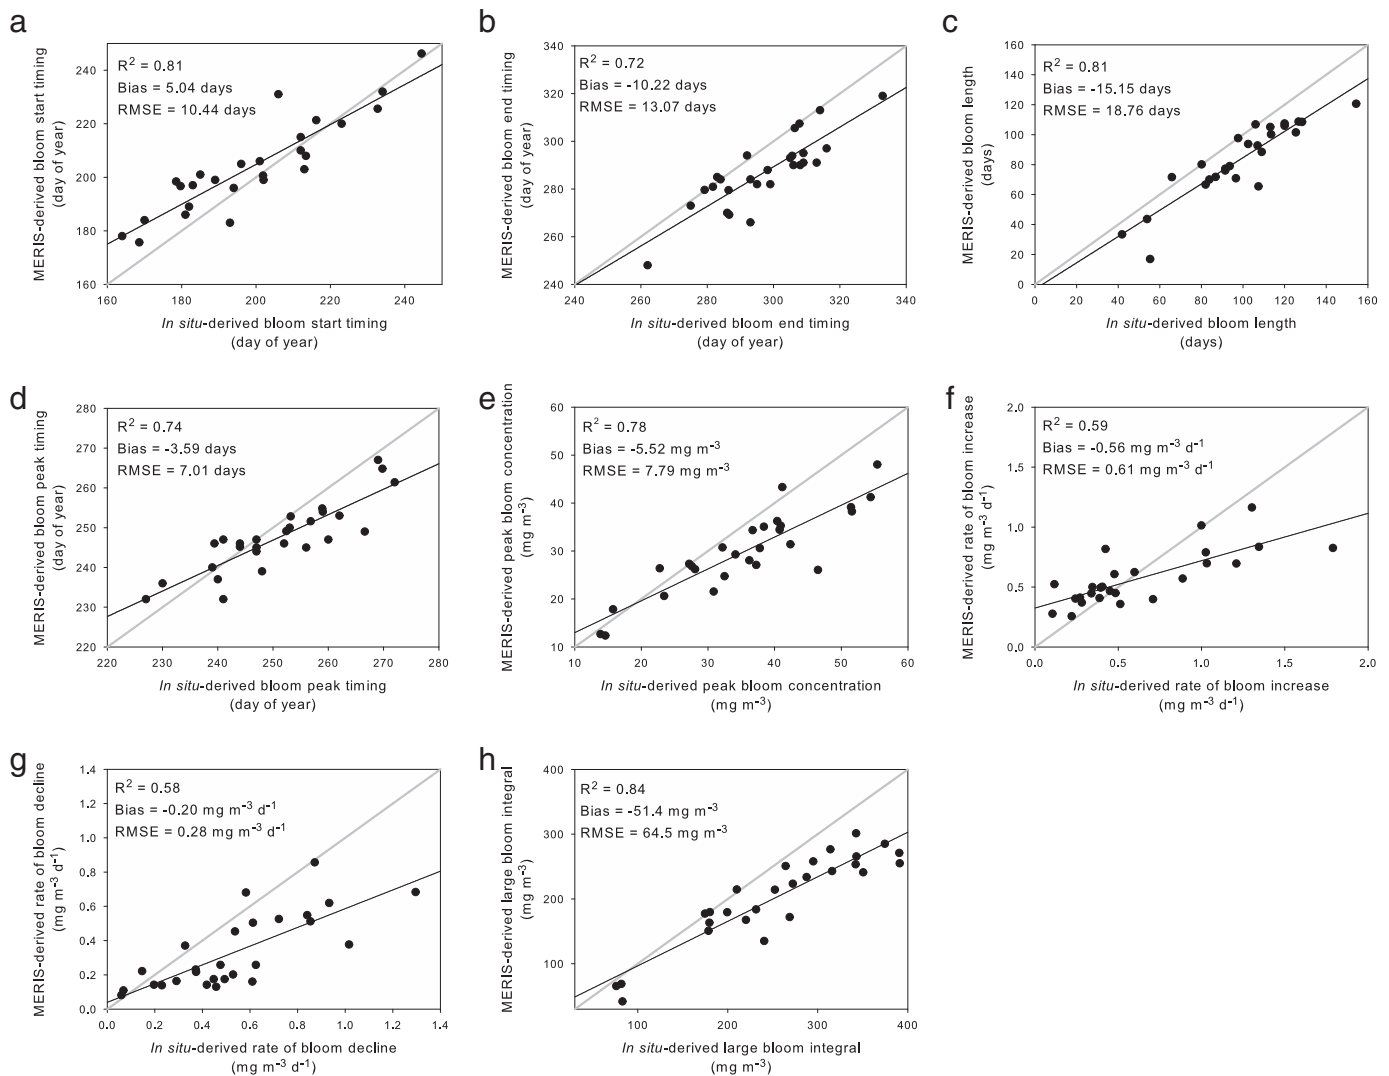 a
MERIS-derived bloom start timing
(day of year)
240
220
200
180
160
R² = 0.81
Bias = 5.04 days
RMSE = 10.44 days
160 180 200 220 240
In situ-derived bloom start timing
(day of year)
b
MERIS-derived bloom end timing
(day of year)
340
320
300
280
260
240
R² = 0.72
Bias = -10.22 days
RMSE = 13.07 days
240 260 280 300 320 340
In situ-derived bloom end timing
(day of year)
c
MERIS-derived bloom length
(days)
160
140
120
100
80
60
40
20
0
R² = 0.81
Bias = -15.15 days
RMSE = 18.76 days
0 20 40 60 80 100 120 140 160
In situ-derived bloom length
(days)
d
MERIS-derived bloom peak timing
(day of year)
280
270
260
250
240
230
220
R² = 0.74
Bias = -3.59 days
RMSE = 7.01 days
220 230 240 250 260 270 280
In situ-derived bloom peak timing
(day of year)
e
MERIS-derived peak bloom concentration
(mg m⁻³)
60
50
40
30
20
10
R² = 0.78
Bias = -5.52 mg m⁻³
RMSE = 7.79 mg m⁻³
10 20 30 40 50 60
In situ-derived peak bloom concentration
(mg m⁻³)
f
MERIS-derived rate of bloom increase
(mg m⁻³ d⁻¹)
2.0
1.5
1.0
0.5
0.0
R² = 0.59
Bias = -0.56 mg m⁻³ d⁻¹
RMSE = 0.61 mg m⁻³ d⁻¹
0.0 0.5 1.0 1.5 2.0
In situ-derived rate of bloom increase
(mg m⁻³ d⁻¹)
g
MERIS-derived rate of bloom decline
(mg m⁻³ d⁻¹)
1.4
1.2
1.0
0.8
0.6
0.4
0.2
0.0
R² = 0.58
Bias = -0.20 mg m⁻³ d⁻¹
RMSE = 0.28 mg m⁻³ d⁻¹
0.0 0.2 0.4 0.6 0.8 1.0 1.2 1.4
In situ-derived rate of bloom decline
(mg m⁻³ d⁻¹)
h
MERIS-derived large bloom integral
(mg m⁻³)
400
300
200
100
R² = 0.84
Bias = -51.4 mg m⁻³
RMSE = 64.5 mg m⁻³
100 200 300 400
In situ-derived large bloom integral
(mg m⁻³)